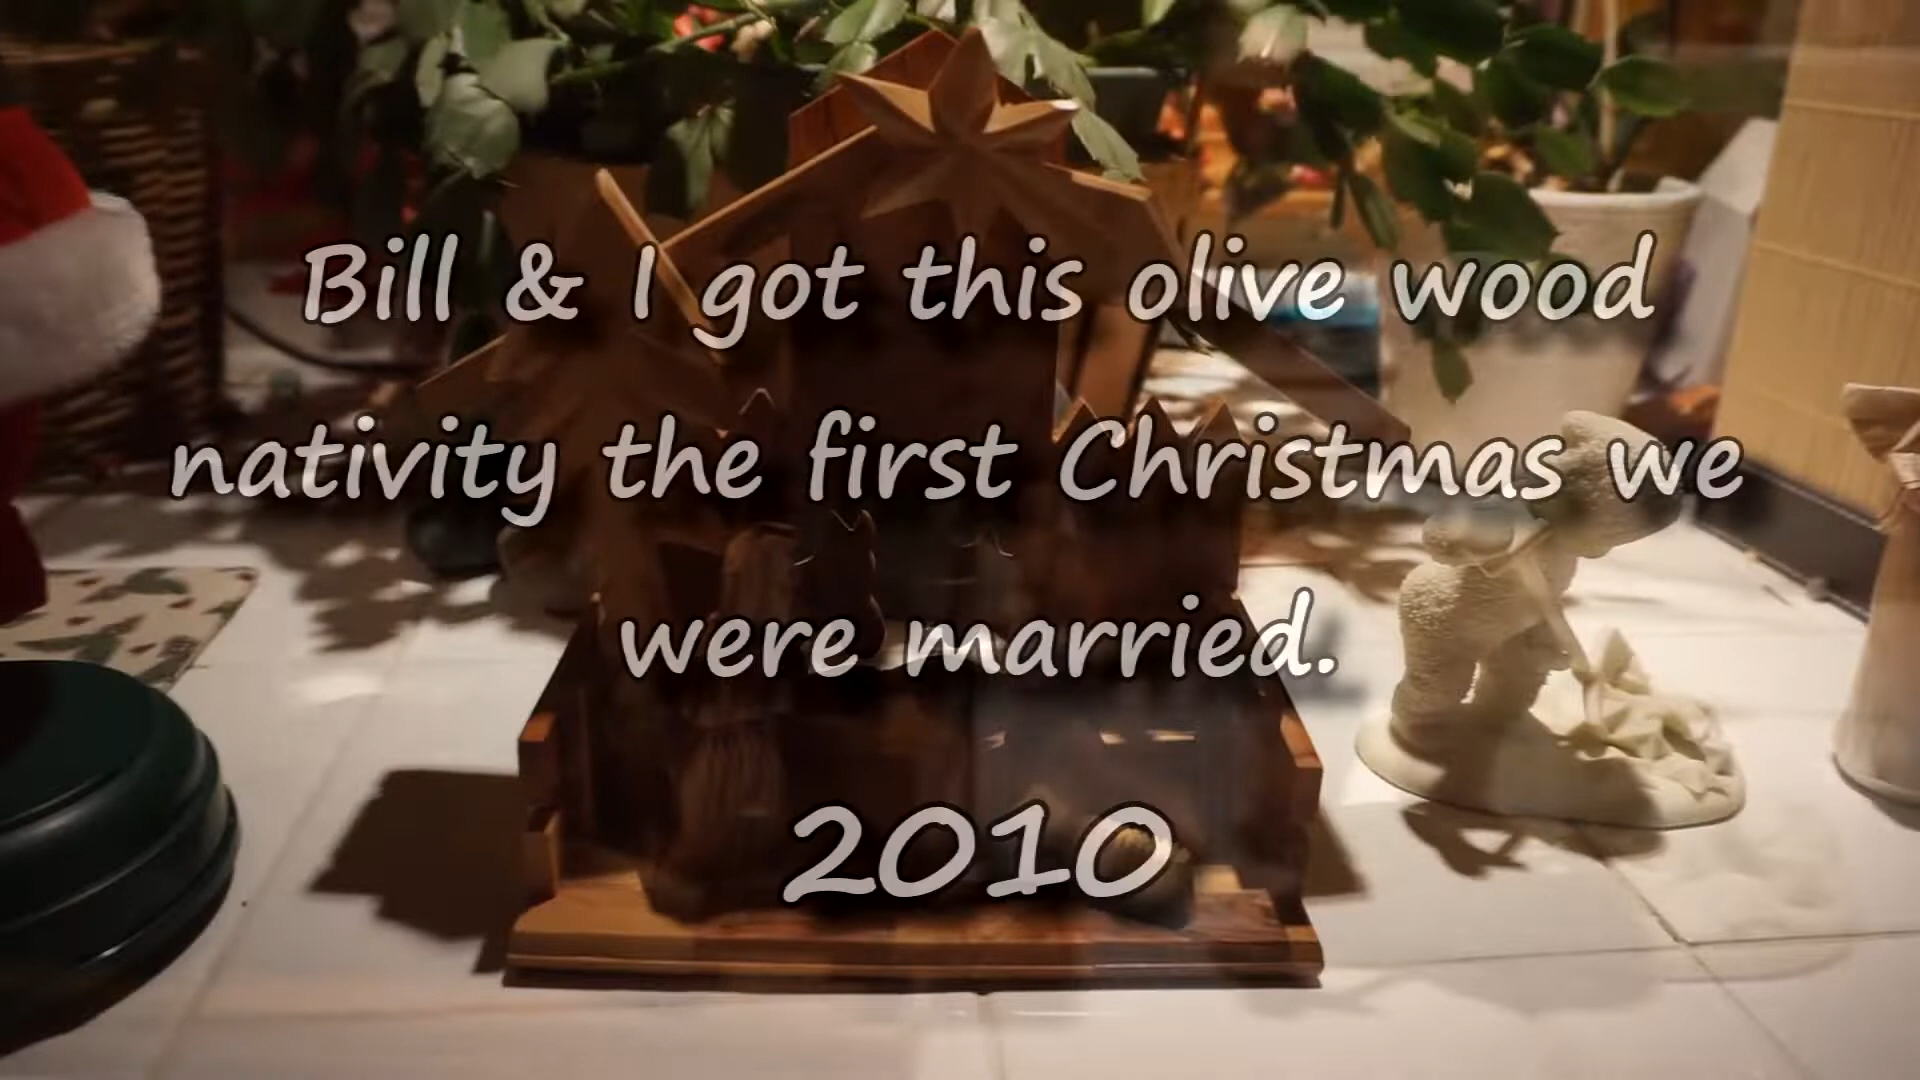 Bill & I got this olive wood
nativity the first Christmas we
were married.
2010